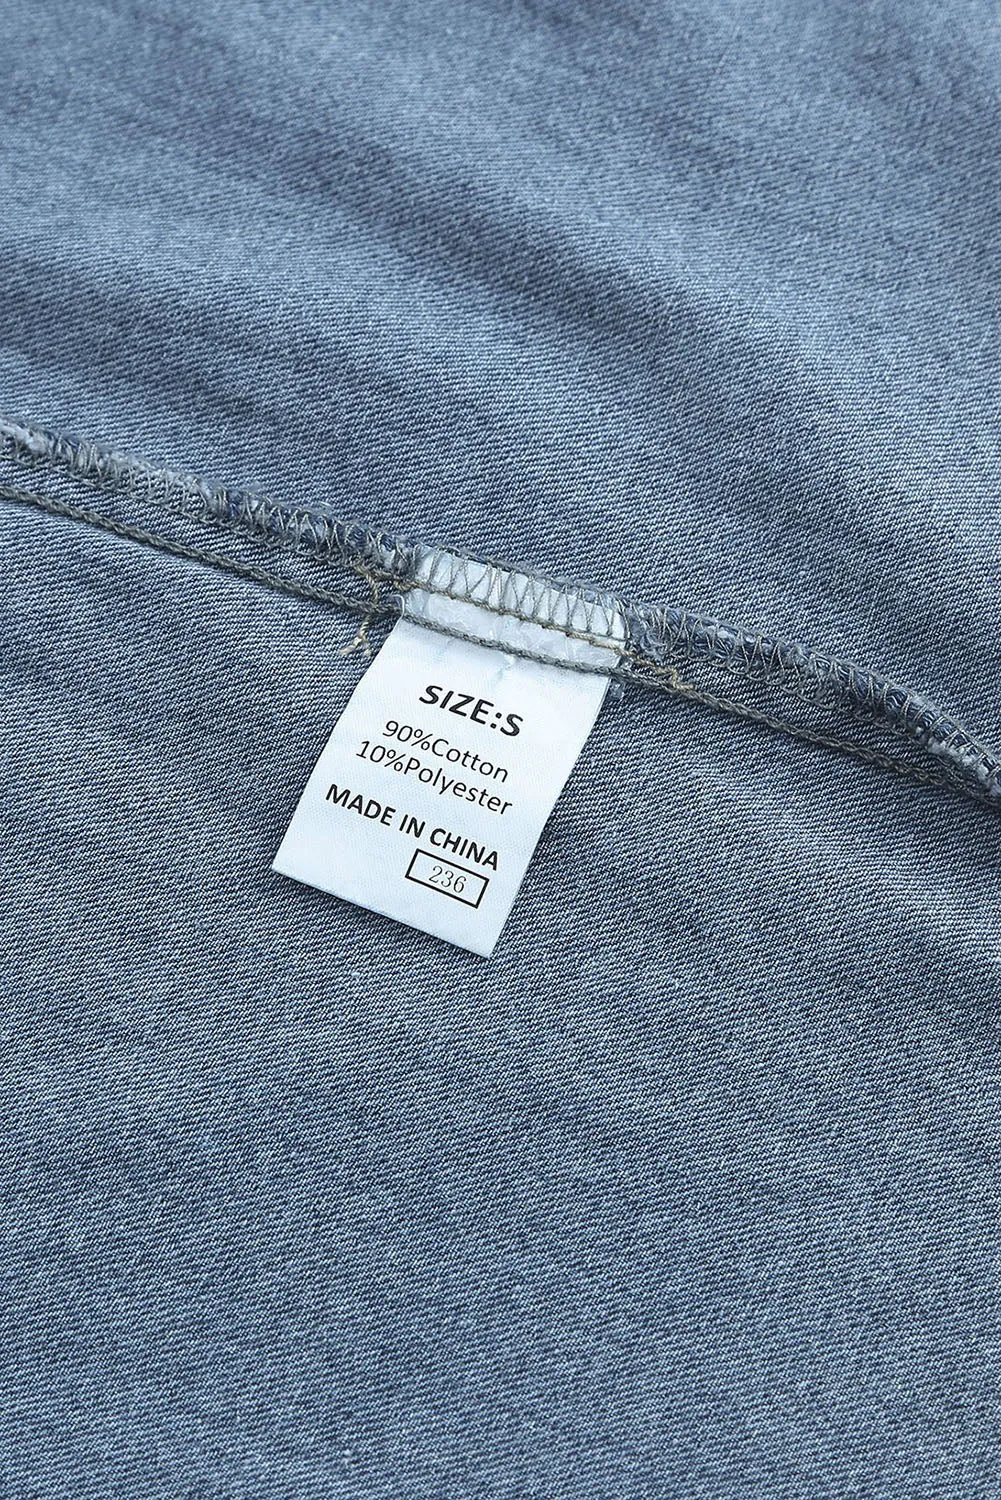 SIZE:S
90%Cotton
10%Polyester
MADE IN CHINA
236